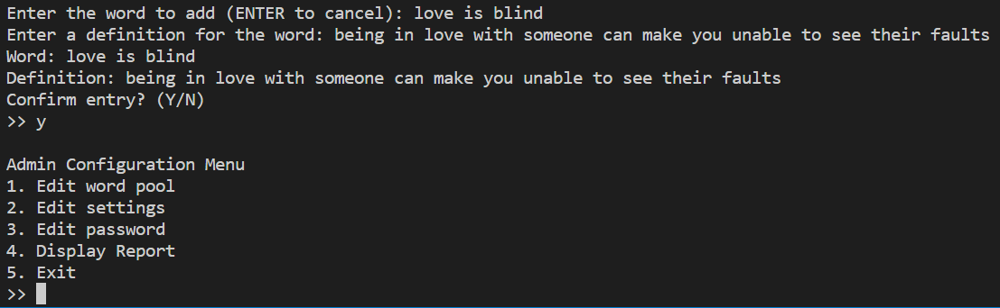 Enter the word to add (ENTER to cancel): love is blind
Enter a definition for the word: being in love with someone can make you unable to see their faults
Word: love is blind
Definition: being in love with someone can make you unable to see their faults
Confirm entry? (Y/N)
>> y
Admin Configuration Menu
1. Edit word pool
2. Edit settings
3. Edit password
4. Display Report
5. Exit
>>